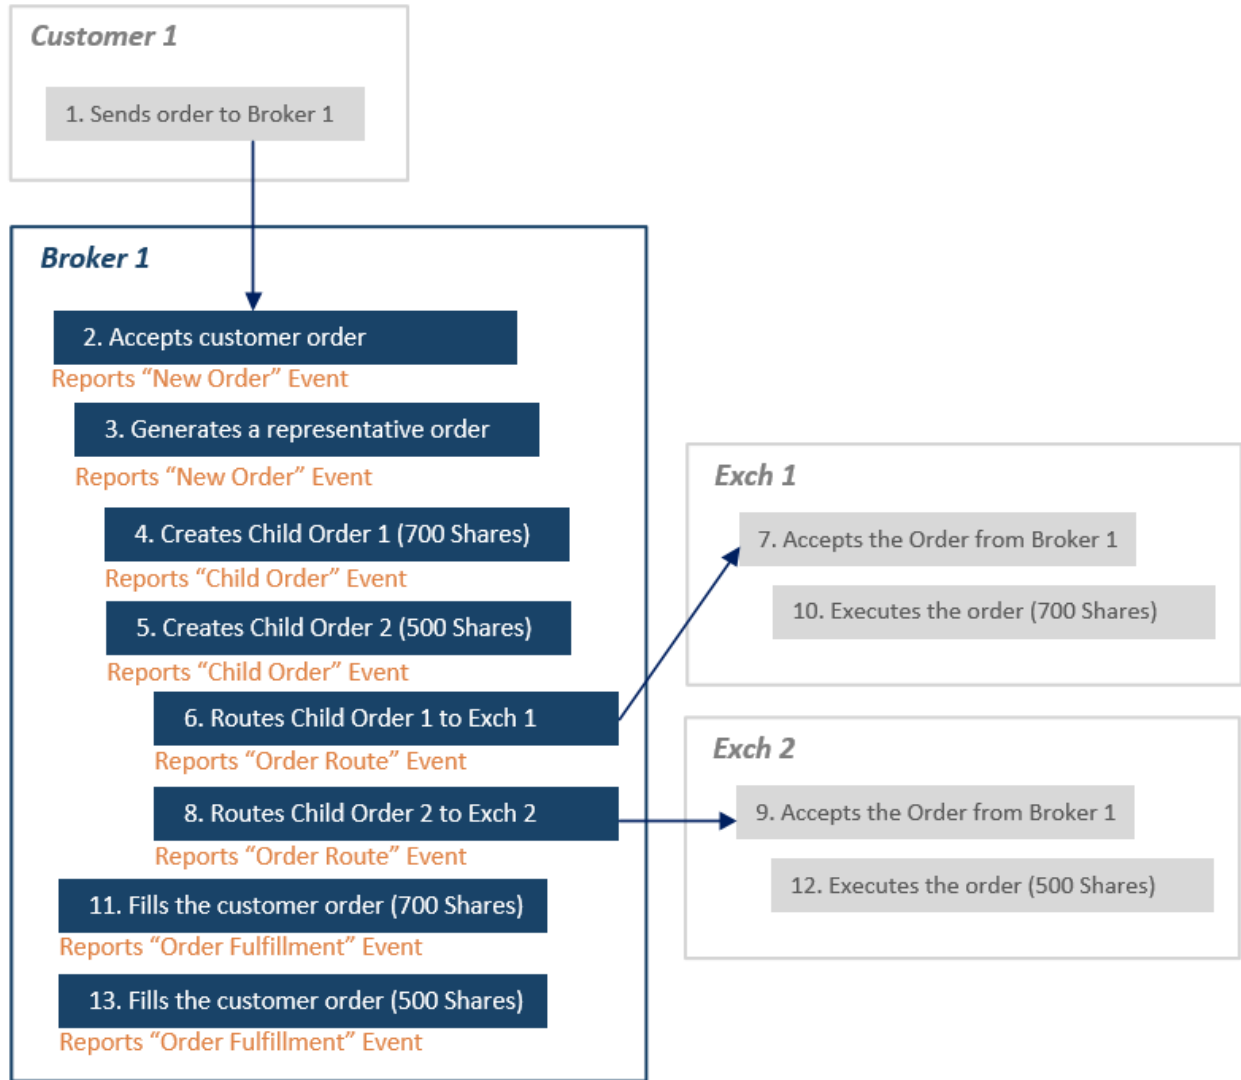 Customer 1
1. Sends order to Broker 1
Broker 1
2. Accepts customer order
Reports “New Order” Event
3. Generates a representative order
Reports “New Order” Event
4. Creates Child Order 1 (700 Shares)
Reports “Child Order” Event
5. Creates Child Order 2 (500 Shares)
Reports “Child Order” Event
6. Routes Child Order 1 to Exch 1
Reports “Order Route” Event
8. Routes Child Order 2 to Exch 2
Reports “Order Route” Event
11. Fills the customer order (700 Shares)
Reports “Order Fulfillment” Event
13. Fills the customer order (500 Shares)
Reports “Order Fulfillment” Event
Exch 1
7. Accepts the Order from Broker 1
10. Executes the order (700 Shares)
Exch 2
9. Accepts the Order from Broker 1
12. Executes the order (500 Shares)